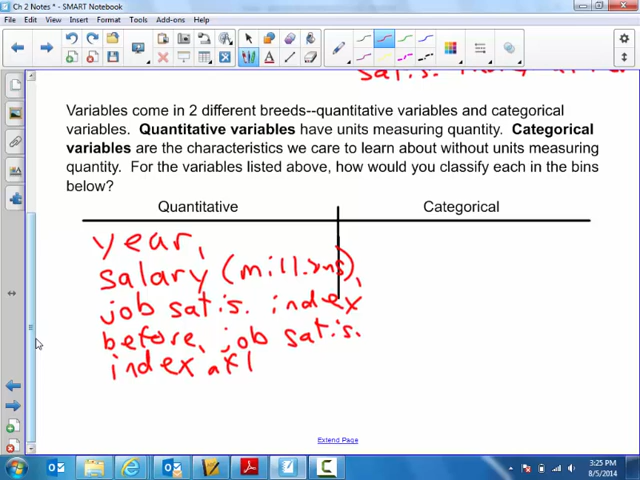 Ch 2 Notes * - SMART Notebook
File Edit View Insert Format Tools Add-ons Help
satis. index after
Variables come in 2 different breeds--quantitative variables and categorical
variables. Quantitative variables have units measuring quantity. Categorical
variables are the characteristics we care to learn about without units measuring
quantity. For the variables listed above, how would you classify each in the bins
below?
Quantitative Categorical
year,
salary (millions),
job satis. index
before, job satis.
index
Extend Page
3:25 PM
8/5/2014